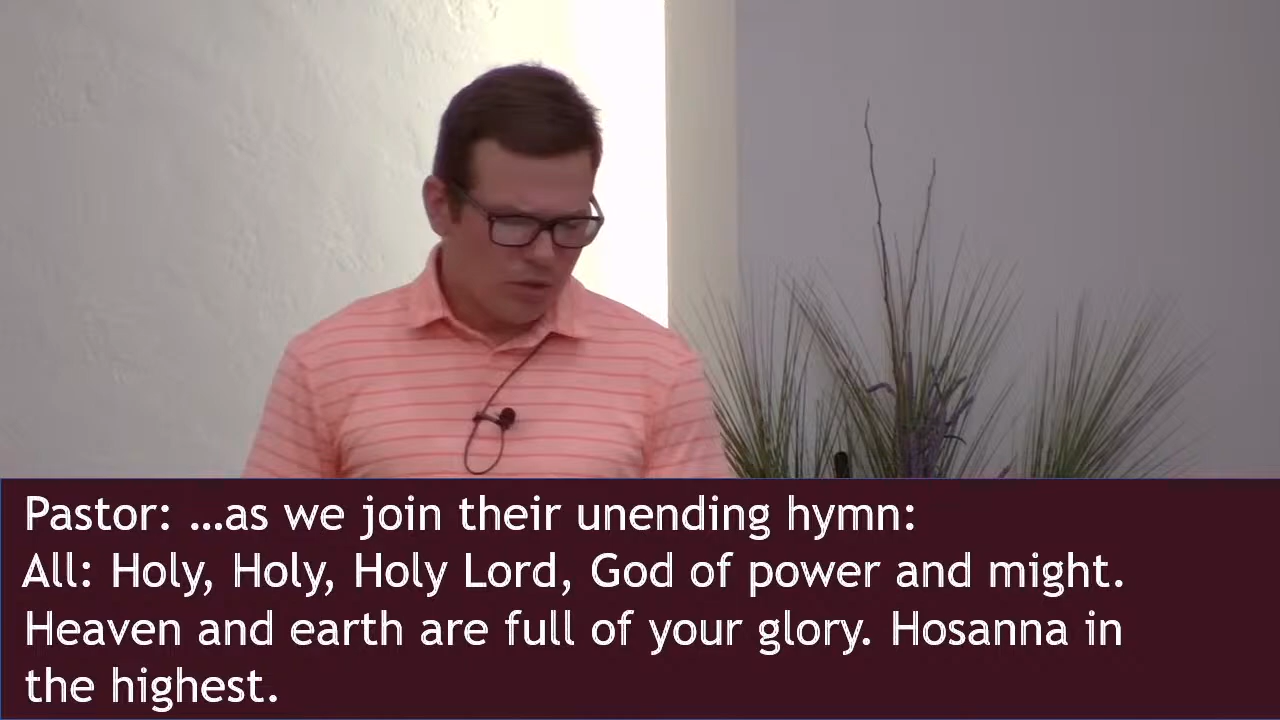 Pastor: …as we join their unending hymn:
All: Holy, Holy, Holy Lord, God of power and might.
Heaven and earth are full of your glory. Hosanna in
the highest.